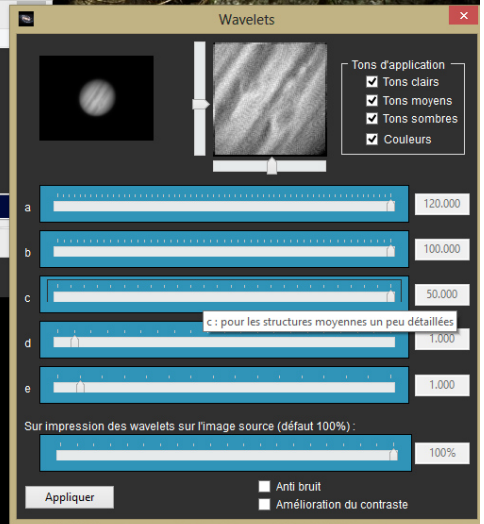 Wavelets
Tons d'application
Tons clairs
Tons moyens
Tons sombres
Couleurs
a
120.000
b
100.000
c
50.000
c : pour les structures moyennes un peu détaillées
d
1.000
e
1.000
Sur impression des wavelets sur l'image source (défaut 100%) :
100%
Anti bruit
Appliquer
Amélioration du contraste